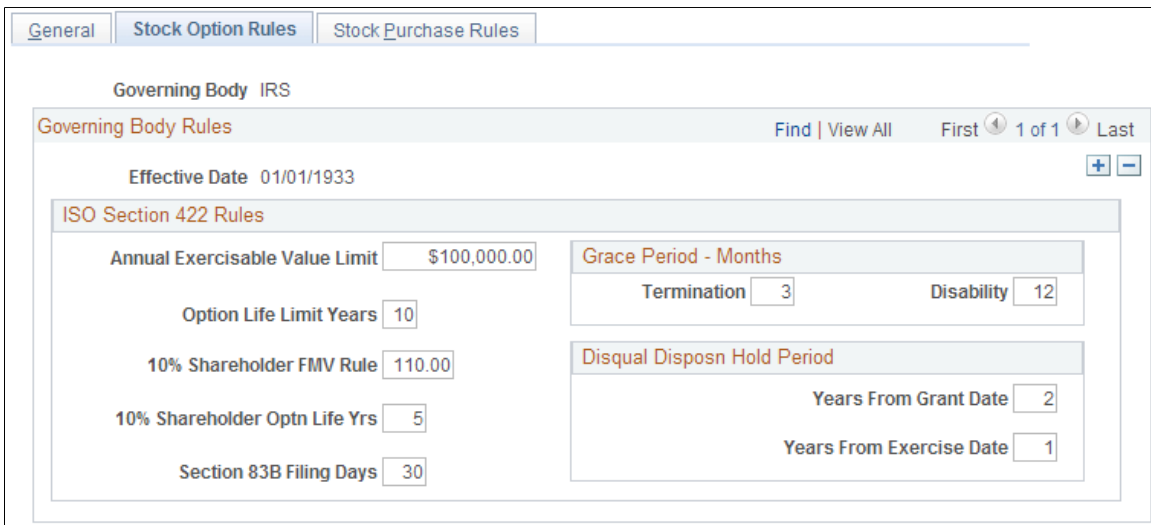 General Stock Option Rules Stock Purchase Rules
Governing Body IRS
Governing Body Rules Find | View All First 1 of 1 Last
Effective Date 01/01/1933
ISO Section 422 Rules
Annual Exercisable Value Limit $100,000.00
Option Life Limit Years 10
10% Shareholder FMV Rule 110.00
10% Shareholder Optn Life Yrs 5
Section 83B Filing Days 30
Grace Period - Months
Termination 3 Disability 12
Disqual Disposn Hold Period
Years From Grant Date 2
Years From Exercise Date 1